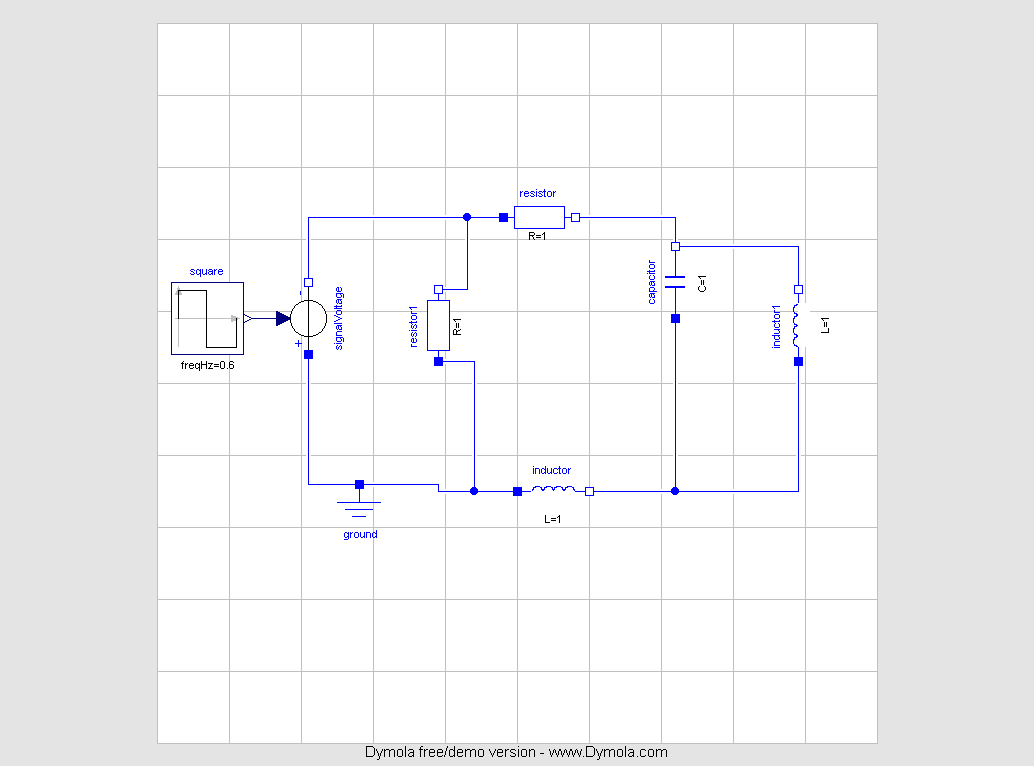 resistor
R=1
square
freqHz=0.6
-
+
signalVoltage
resistor1
R=1
capacitor
C=1
inductor1
L=1
inductor
L=1
ground
Dymola free/demo version - www.Dymola.com